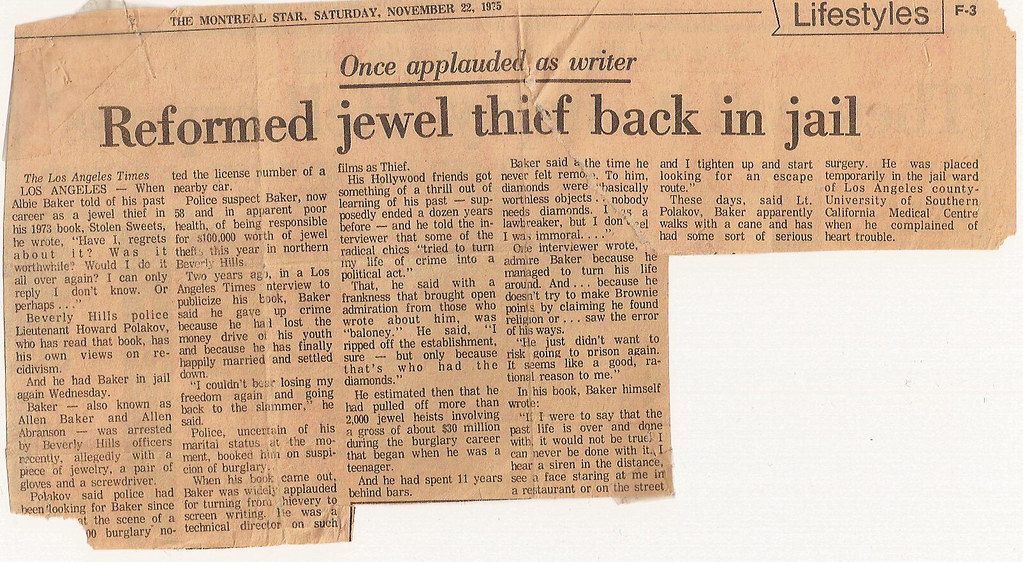 THE MONTREAL STAR, SATURDAY, NOVEMBER 22, 1975
Lifestyles
F-3
Once applauded as writer
Reformed jewel thief back in jail
The Los Angeles Times
LOS ANGELES — When
Albie Baker told of his past
career as a jewel thief in
his 1973 book, Stolen Sweets,
he wrote, "Have I, regrets
about it? Was it
worthwhile? Would I do it
all over again? I can only
reply I don't know. Or
perhaps . . ."
Beverly Hills police
Lieutenant Howard Polakov,
who has read that book, has
his own views on re-
cidivism.
And he had Baker in jail
again Wednesday.
Baker — also known as
Allen Baker and Allen
Abranson — was arrested
by Beverly Hills officers
recently, allegedly with a
piece of jewelry, a pair of
gloves and a screwdriver.
Polakov said police had
been looking for Baker since
the scene of a
00 burglary no-
ted the license number of a
nearby car.
Police suspect Baker, now
58 and in apparent poor
health, of being responsible
for $100,000 worth of jewel
thefts this year in northern
Beverly Hills.
Two years ago, in a Los
Angeles Times interview to
publicize his book, Baker
said he gave up crime
because he had lost the
money drive of his youth
and because he has finally
happily married and settled
down.
"I couldn't bear losing my
freedom again and going
back to the slammer," he
said.
Police, uncertain of his
marital status at the mo-
ment, booked him on suspi-
cion of burglary.
When his book came out,
Baker was widely applauded
for turning from thievery to
screen writing. He was a
technical director on such
films as Thief.
His Hollywood friends got
something of a thrill out of
learning of his past — sup-
posedly ended a dozen years
before — and he told the in-
terviewer that some of the
radical chics "tried to turn
my life of crime into a
political act."
That, he said with a
frankness that brought open
admiration from those who
wrote about him, was
"baloney." He said, "I
ripped off the establishment,
sure — but only because
that's who had the
diamonds."
He estimated then that he
had pulled off more than
2,000 jewel heists involving
a gross of about $30 million
during the burglary career
that began when he was a
teenager.
And he had spent 11 years
behind bars.
Baker said the time he
never felt To him,
diamonds were "basically
worthless objects . . nobody
needs diamonds. I was a
lawbreaker, but I don't feel
I was immoral. . ."
One interviewer wrote,
admire Baker because he
managed to turn his life
around. And . . . because he
doesn't try to make Brownie
points by claiming he found
religion or . . . saw the error
of his ways.
"He just didn't want to
risk going to prison again.
It seems like a good, ra-
tional reason to me."
In his book, Baker himself
wrote:
"If I were to say that the
past life is over and done
with, it would not be true. I
can never be done with it. I
hear a siren in the distance,
see a face staring at me in
a restaurant or on the street
and I tighten up and start
looking for an escape
route."
These days, said Lt.
Polakov, Baker apparently
walks with a cane and has
had some sort of serious
surgery. He was placed
temporarily in the jail ward
of Los Angeles county-
University of Southern
California Medical Centre
when he complained of
heart trouble.